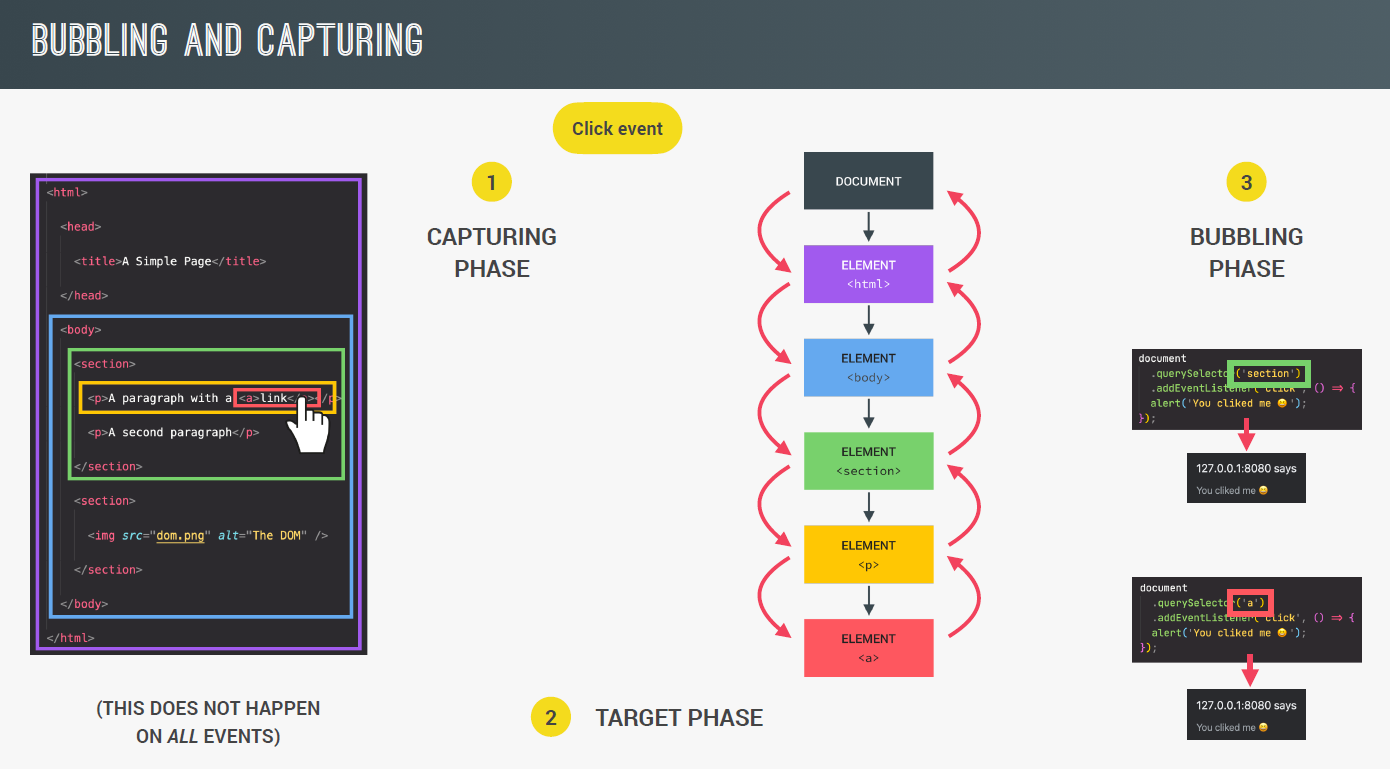 BUBBLING AND CAPTURING
Click event
1
CAPTURING
PHASE
<html>
<head>
<title>A Simple Page</title>
</head>
<body>
<section>
<p>A paragraph with a <a>link</a></p>
<p>A second paragraph</p>
</section>
<section>
<img src="dom.png" alt="The DOM" />
</section>
</body>
</html>
(THIS DOES NOT HAPPEN
ON ALL EVENTS)
DOCUMENT
ELEMENT
<html>
ELEMENT
<body>
ELEMENT
<section>
ELEMENT
<p>
ELEMENT
<a>
2
TARGET PHASE
3
BUBBLING
PHASE
document
.querySelector('section')
.addEventListener('click', () => {
alert('You cliked me 😀');
});
127.0.0.1:8080 says
You cliked me 😀
document
.querySelector('a')
.addEventListener('click', () => {
alert('You cliked me 😀');
});
127.0.0.1:8080 says
You cliked me 😀